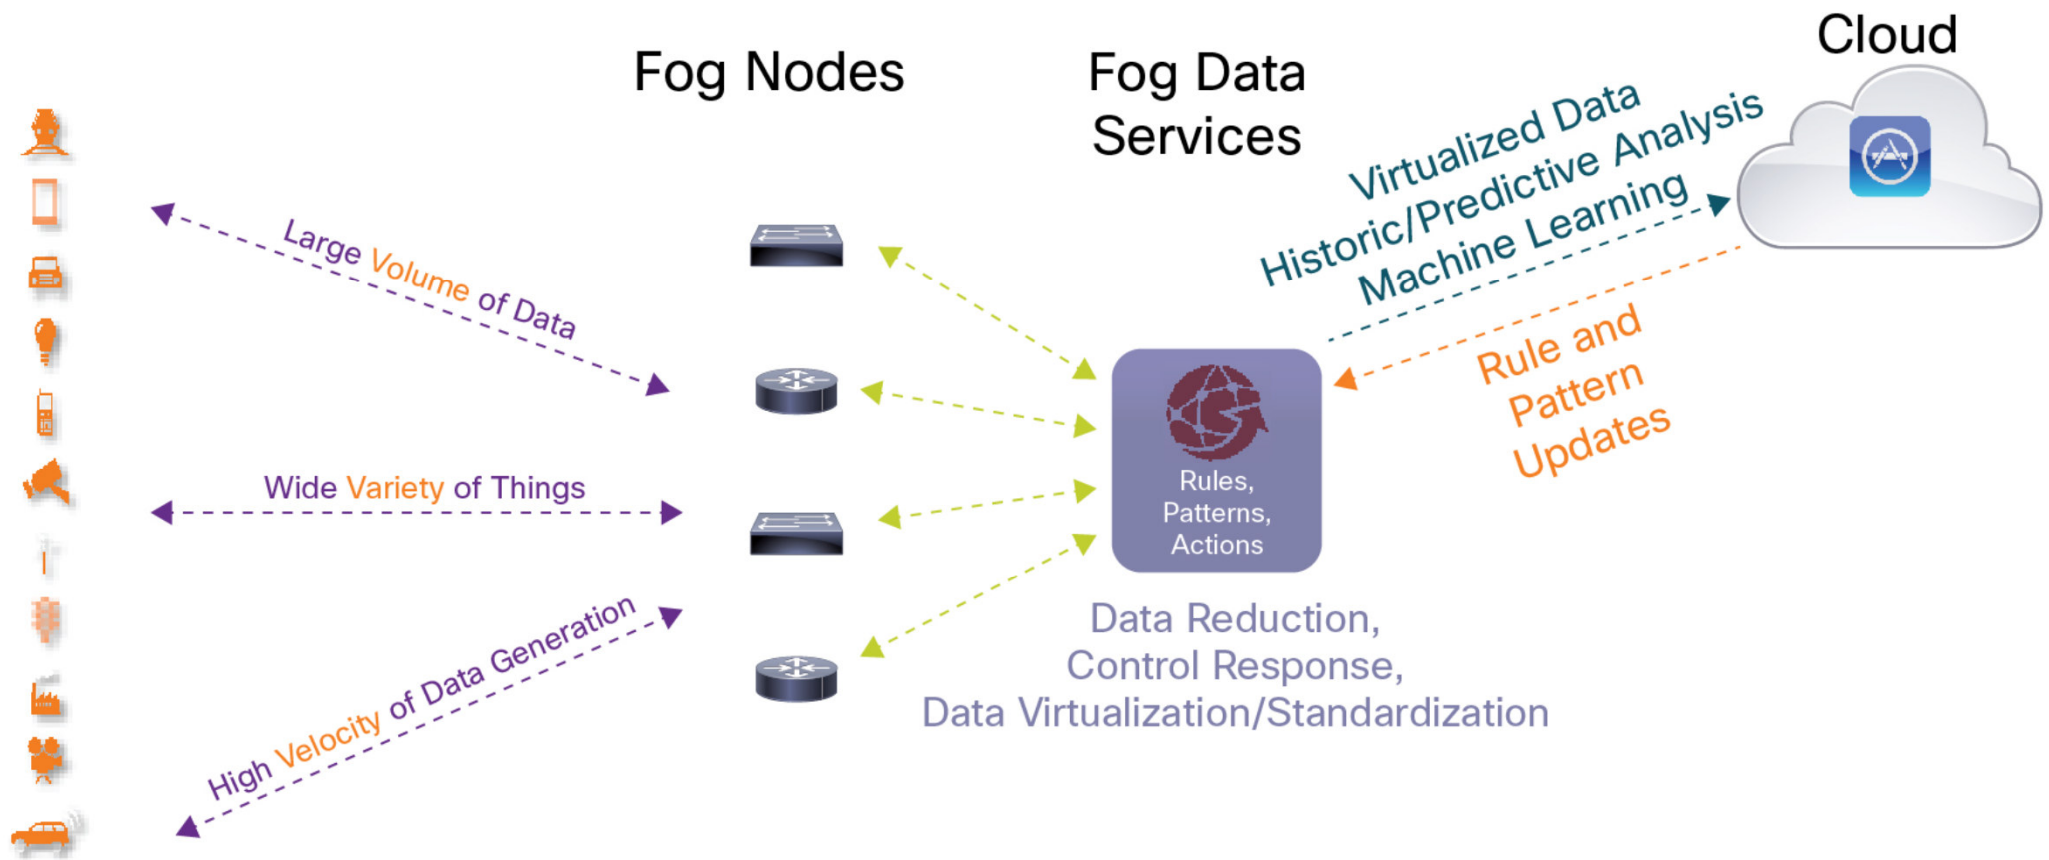 Fog Nodes
Fog Data
Services
Cloud
Large Volume of Data
Wide Variety of Things
High Velocity of Data Generation
Rules,
Patterns,
Actions
Data Reduction,
Control Response,
Data Virtualization/Standardization
Virtualized Data
Historic/Predictive Analysis
Machine Learning
Rule and
Pattern
Updates